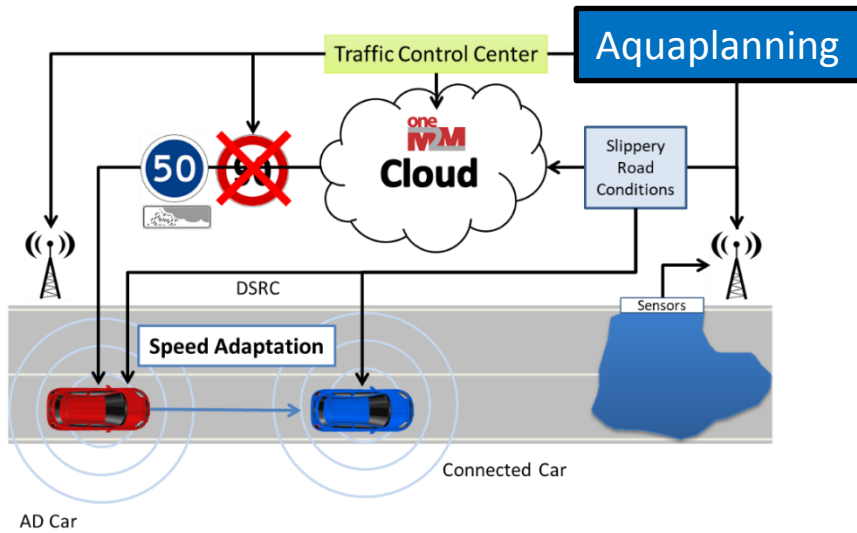 Aquaplanning
Traffic Control Center
one
M2M
Cloud
50
90
Slippery
Road
Conditions
DSRC
Sensors
Speed Adaptation
Connected Car
AD Car